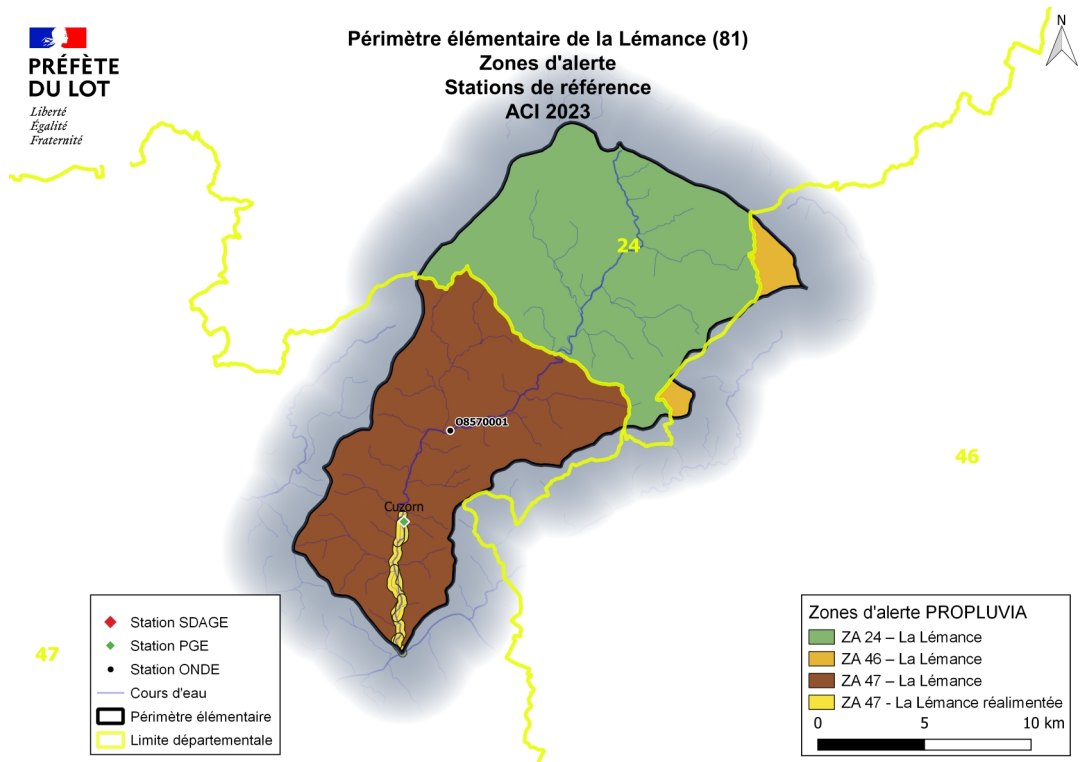 PRÉFÈTE
DU LOT
Liberté
Égalité
Fraternité
Périmètre élémentaire de la Lémance (81)
Zones d'alerte
Stations de référence
ACI 2023
N
24
O8570001
46
Cuzorn
47
Station SDAGE
Station PGE
Station ONDE
Cours d'eau
Périmètre élémentaire
Limite départementale
Zones d'alerte PROPLUVIA
ZA 24 – La Lémance
ZA 46 – La Lémance
ZA 47 – La Lémance
ZA 47 - La Lémance réalimentée
0 5 10 km